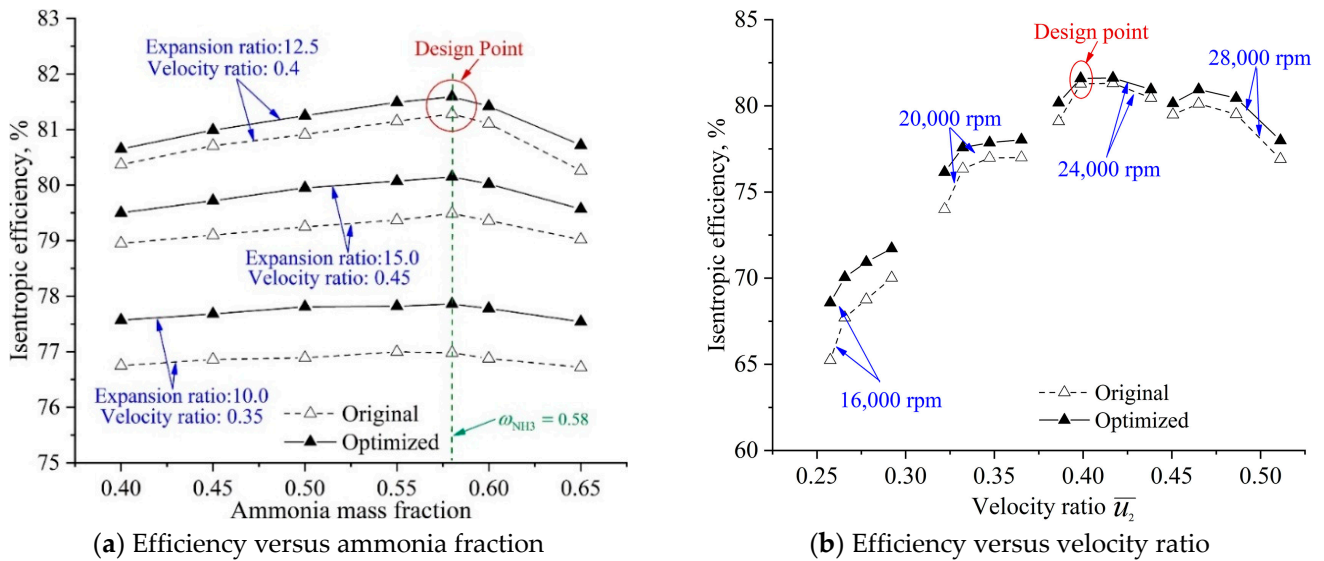 84
83
82
81
80
79
78
77
76
75
Isentropic efficiency, %
Expansion ratio:12.5
Velocity ratio: 0.4
Design Point
Expansion ratio:15.0
Velocity ratio: 0.45
Expansion ratio:10.0
Velocity ratio: 0.35
Original
Optimized
ωNH3 = 0.58
0.40 0.45 0.50 0.55 0.60 0.65
Ammonia mass fraction
(a) Efficiency versus ammonia fraction
85
80
75
70
65
60
Isentropic efficiency, %
Design point
28,000 rpm
20,000 rpm
24,000 rpm
16,000 rpm
Original
Optimized
0.25 0.30 0.35 0.40 0.45 0.50
Velocity ratio u̅₂
(b) Efficiency versus velocity ratio